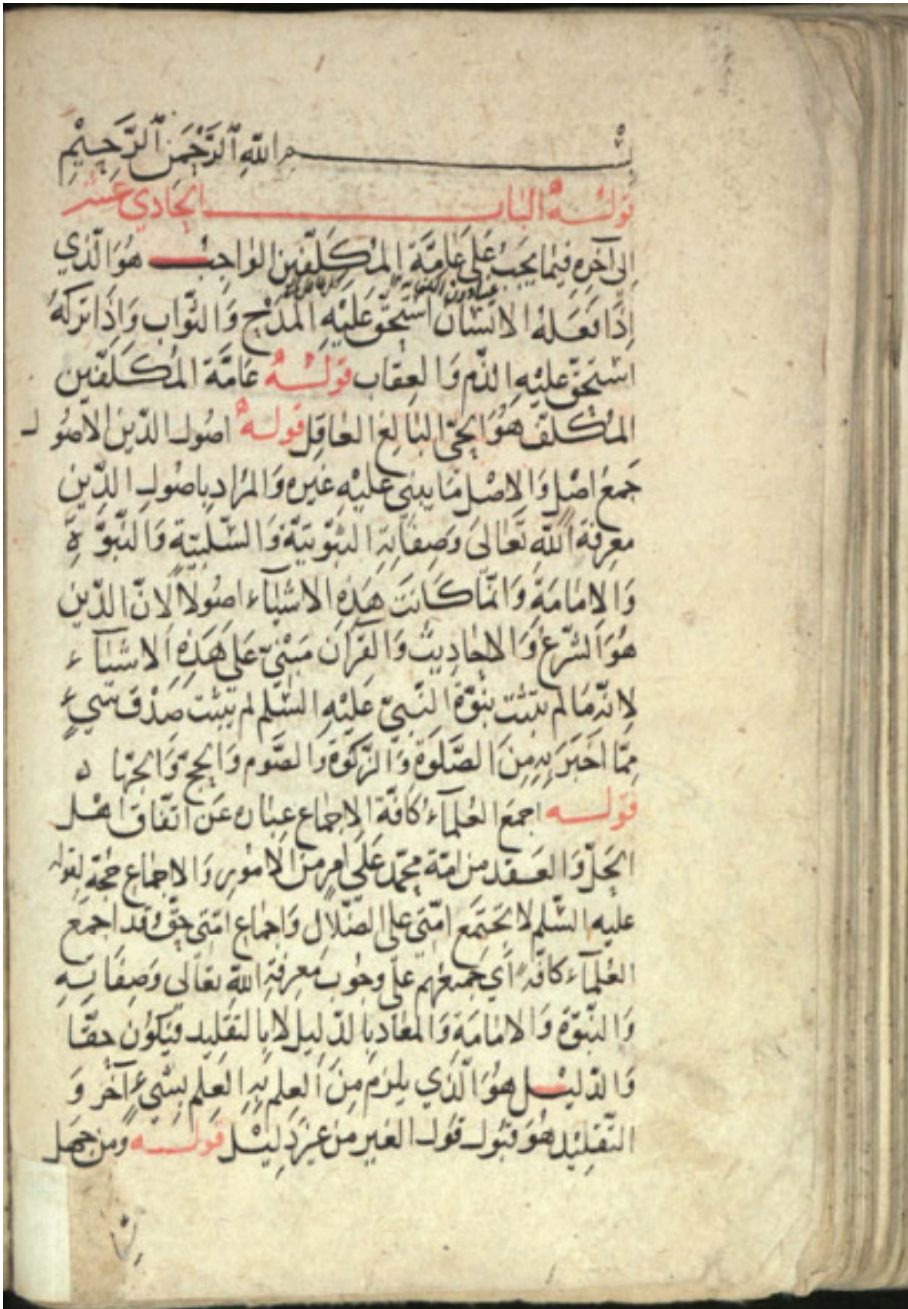 بسم الله الرحمن الرحيم
قوله الباب الحادي عشر
الى آخره فيما يجب على عامة المكلفين الواجب هو الذي
اذا فعله الانسان استحق عليه المدح والثواب واذا تركه
استحق عليه الذم والعقاب قوله عامة المكلفين
المكلف هو الحي البالغ العاقل قوله اصول الدين الاصول
جمع اصل والاصل ما يبنى عليه غيره والمراد باصول الدين
معرفة الله تعالى وصفاته الثبوتية والسلبية والنبوة
والامامة وانما كانت هذه الاشياء اصولا لان الدين
هو الشرع والاحاديث والقرآن مبني على هذه الاشياء
لانه ما لم يثبت نبوة النبي عليه السلم لم يثبت صدق شيء
مما اخبر به من الصلوة والزكوة والصوم والحج والجهاد
قوله اجمع العلماء كافة الاجماع عبارة عن اتفاق اهل
الحل والعقد من امة محمد على امر من الامور والاجماع حجة لقوله
عليه السلم لا تجتمع امتي على الضلال واجماع امتي حق وقد اجمع
العلماء كافة اي جميعهم على وجوب معرفة الله تعالى وصفاته
والنبوة والامامة والمعاد بالدليل لا بالتقليد فيكون حقا
والدليل هو الذي يلزم من العلم به العلم بشيء آخر و
التقليد هو قبول قول الغير من غير دليل قوله ومن جهل